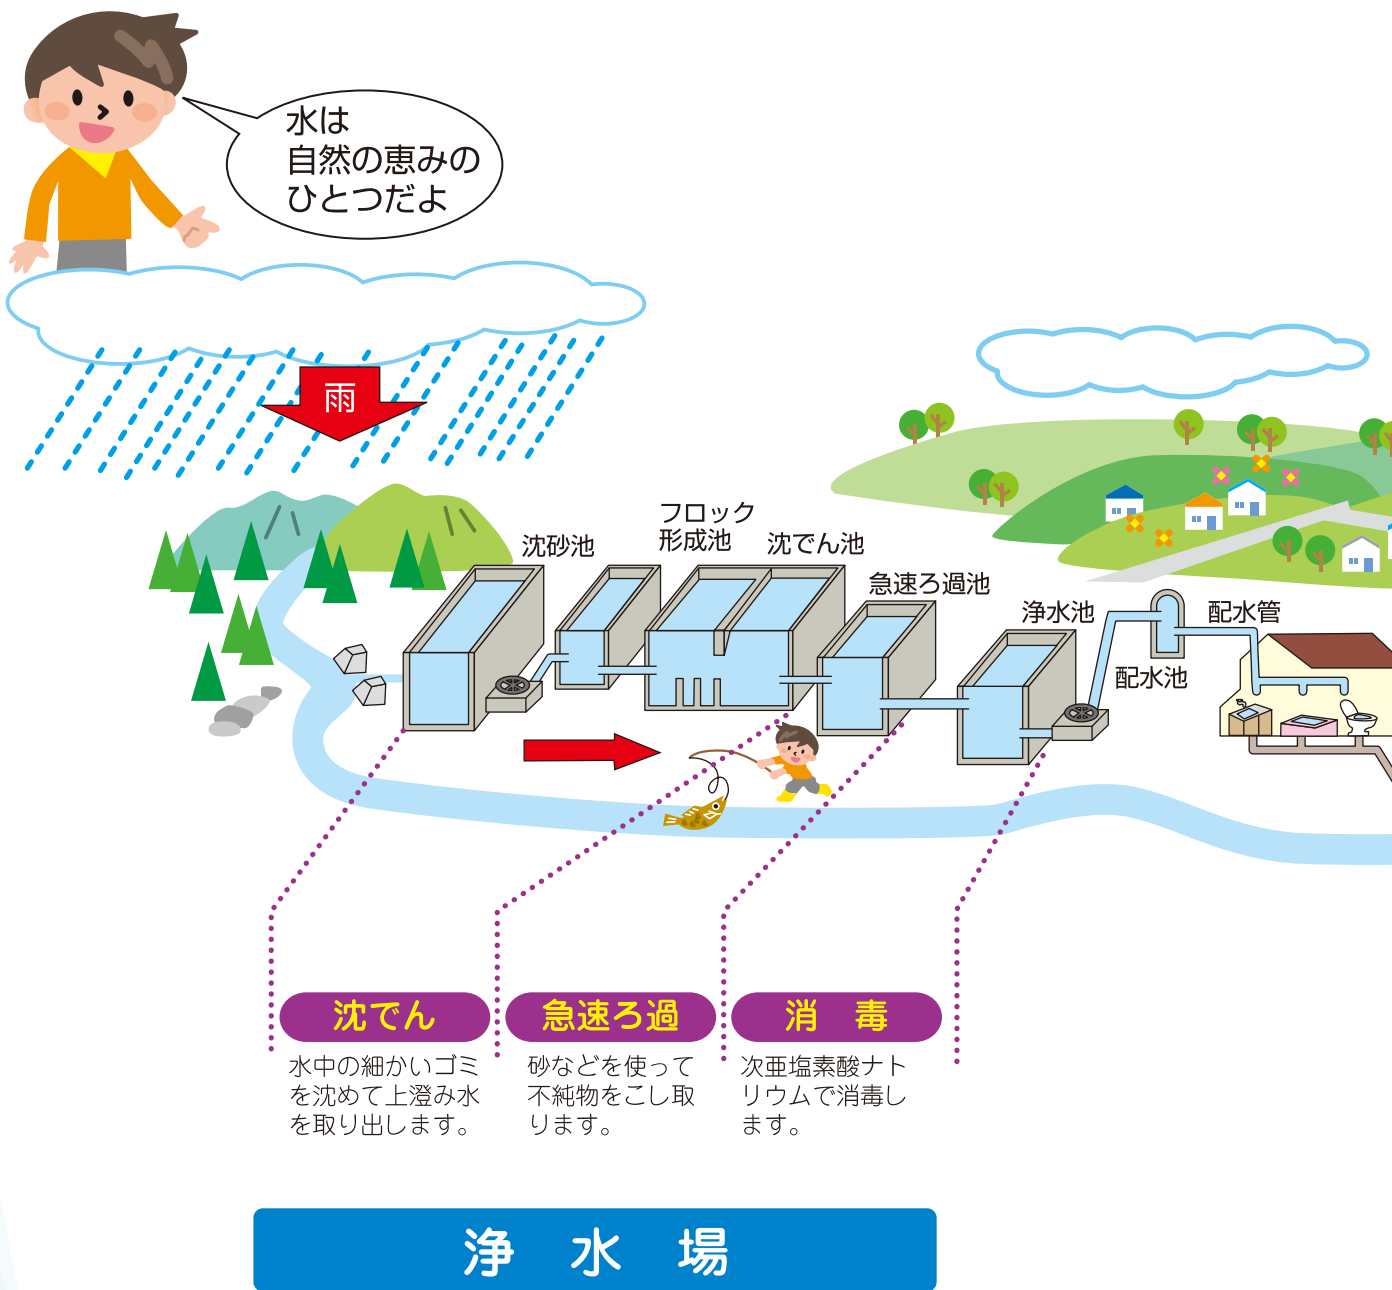 水は
自然の恵みの
ひとつだよ
雨
沈砂池
フロック
形成池
沈でん池
急速ろ過池
浄水池
配水池
配水管
沈でん
水中の細かいゴミ
を沈めて上澄み水
を取り出します。
急速ろ過
砂などを使って
不純物をこし取
ります。
消 毒
次亜塩素酸ナト
リウムで消毒し
ます。
浄 水 場